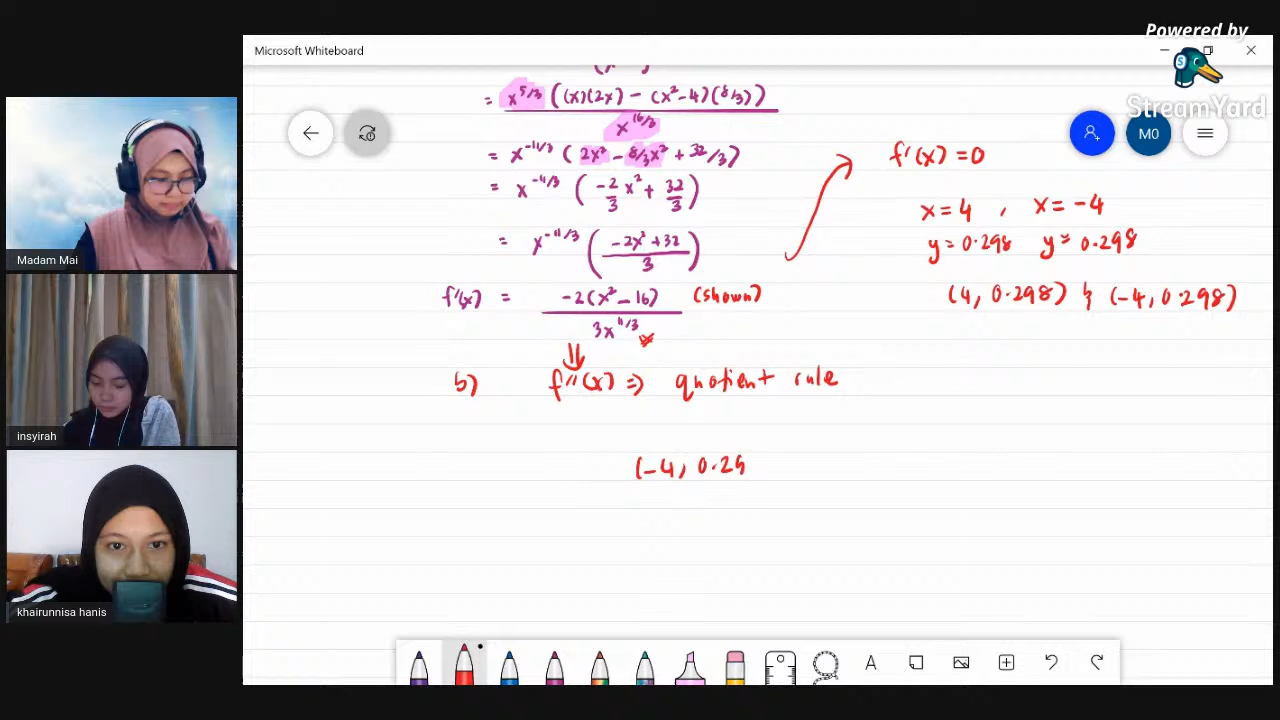 Powered by
StreamYard
Microsoft Whiteboard
= x^5/3 ((x)(2x) − (x²−4)(8/3))
x^16/3
= x^-11/3 (2x² − 8/3x² + 32/3)
= x^-11/3 (-2/3 x² + 32/3)
= x^-11/3 (-2x² + 32 / 3)
f'(x) = -2(x² − 16) (shown)
3x^11/3
b) f''(x) ⇒ quotient rule
(-4, 0.29
f'(x) = 0
x = 4 , x = -4
y = 0.298 y = 0.298
(4, 0.298) & (-4, 0.298)
M0
Madam Mai
insyirah
khairunnisa hanis
A